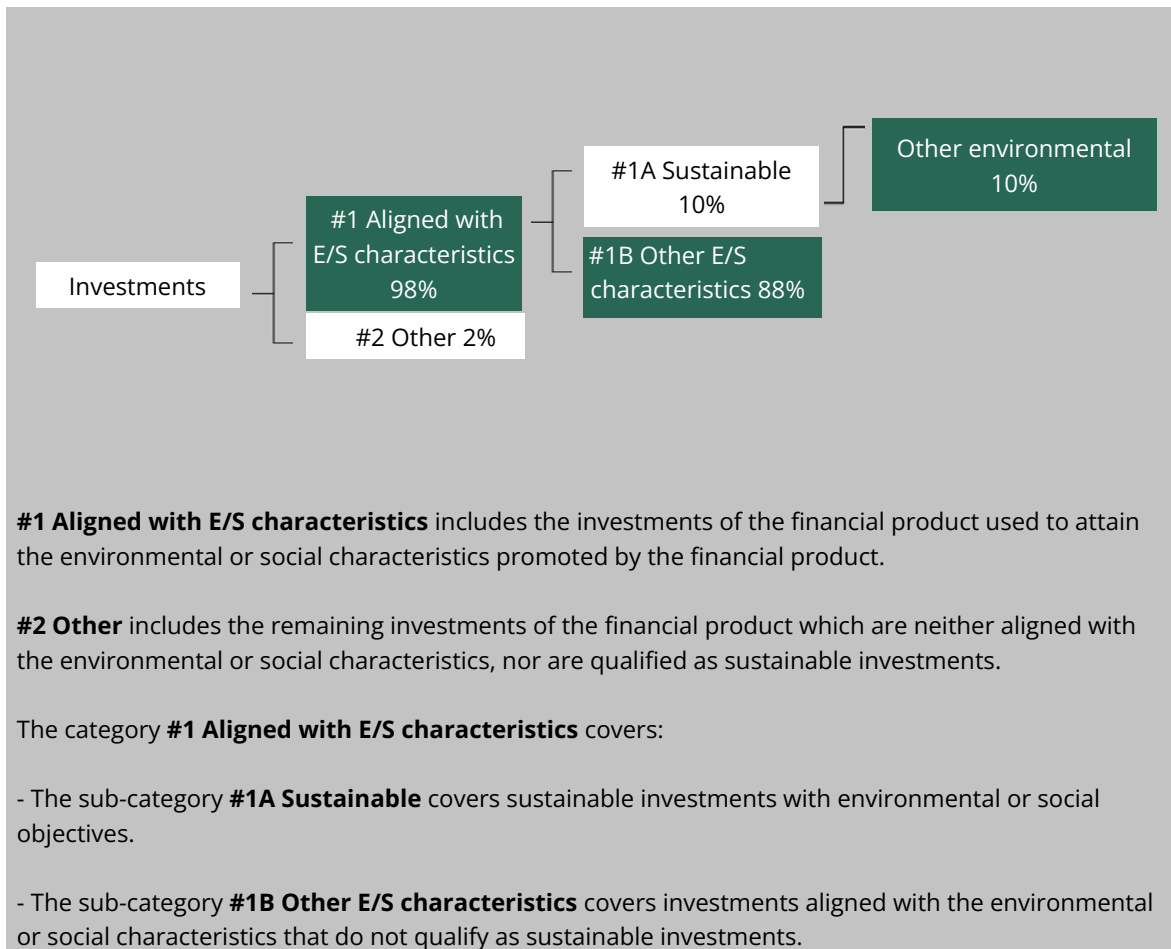 Investments
#1 Aligned with
E/S characteristics
98%
#2 Other 2%
#1A Sustainable
10%
#1B Other E/S
characteristics 88%
Other environmental
10%
#1 Aligned with E/S characteristics includes the investments of the financial product used to attain
the environmental or social characteristics promoted by the financial product.
#2 Other includes the remaining investments of the financial product which are neither aligned with
the environmental or social characteristics, nor are qualified as sustainable investments.
The category #1 Aligned with E/S characteristics covers:
- The sub-category #1A Sustainable covers sustainable investments with environmental or social
objectives.
- The sub-category #1B Other E/S characteristics covers investments aligned with the environmental
or social characteristics that do not qualify as sustainable investments.